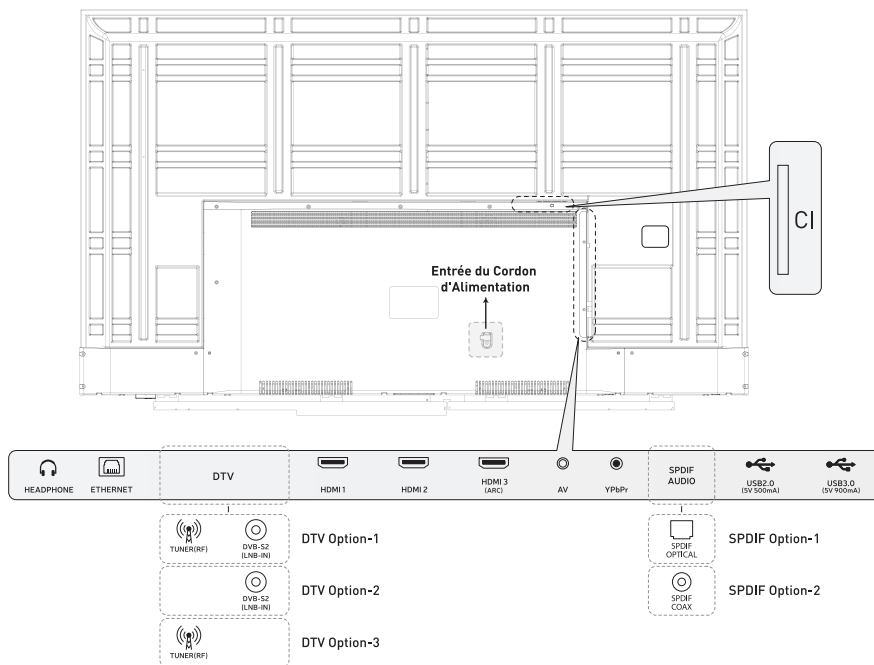 CI
Entrée du Cordon
d'Alimentation
HEADPHONE
ETHERNET
DTV
HDMI 1
HDMI 2
HDMI 3
(ARC)
AV
YPbPr
SPDIF
AUDIO
USB2.0
(5V 500mA)
USB3.0
(5V 900mA)
TUNER(RF)
DVB-S2
(LNB-IN)
DTV Option-1
SPDIF
OPTICAL
SPDIF Option-1
DVB-S2
(LNB-IN)
DTV Option-2
SPDIF
COAX
SPDIF Option-2
TUNER(RF)
DTV Option-3